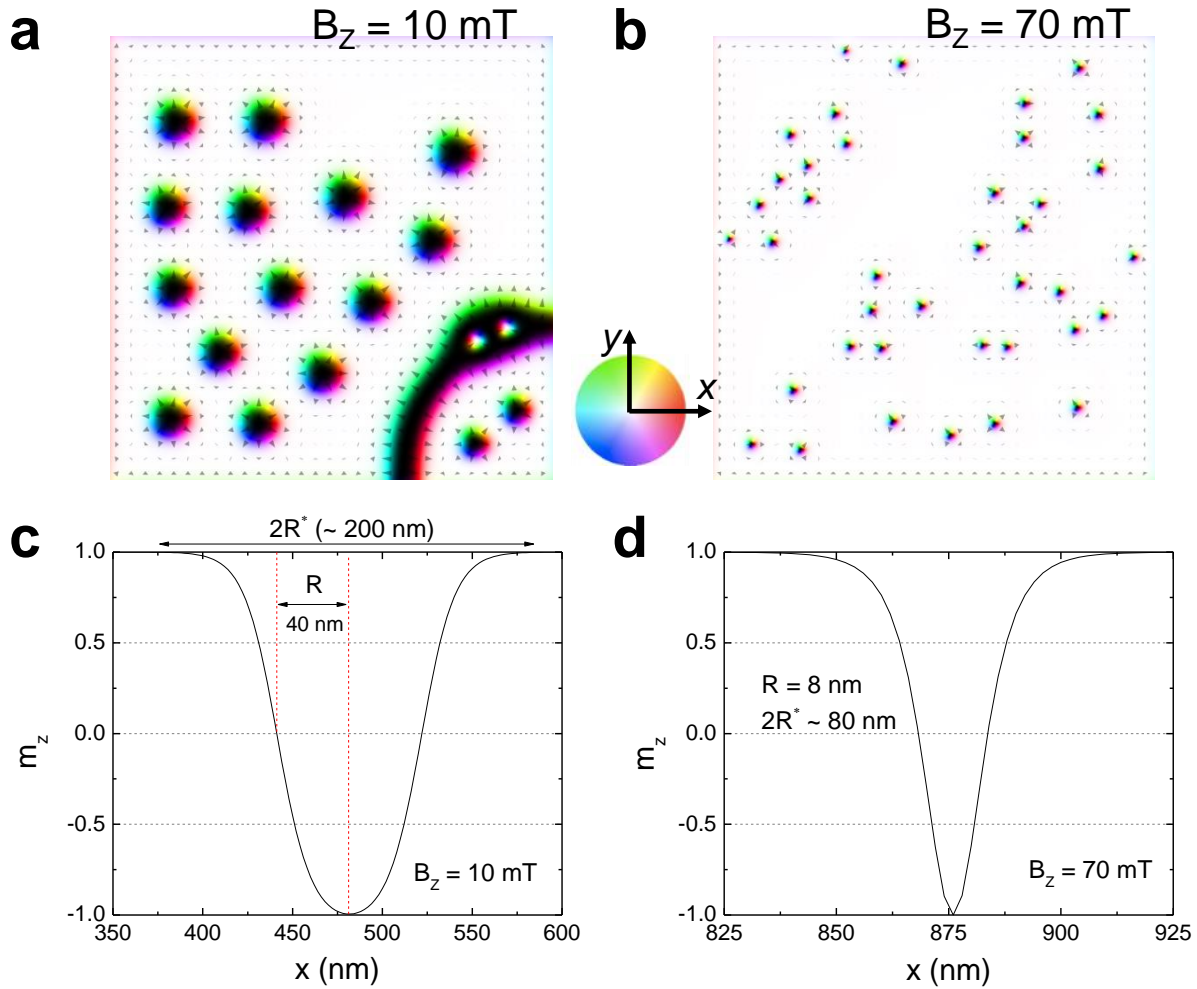 a
B_Z = 10 mT
b
B_Z = 70 mT
y
x
c
2R* (~ 200 nm)
R
40 nm
1.0
0.5
0.0
-0.5
-1.0
m_z
B_Z = 10 mT
350 400 450 500 550 600
x (nm)
d
1.0
0.5
0.0
-0.5
-1.0
m_z
R = 8 nm
2R* ~ 80 nm
B_Z = 70 mT
825 850 875 900 925
x (nm)